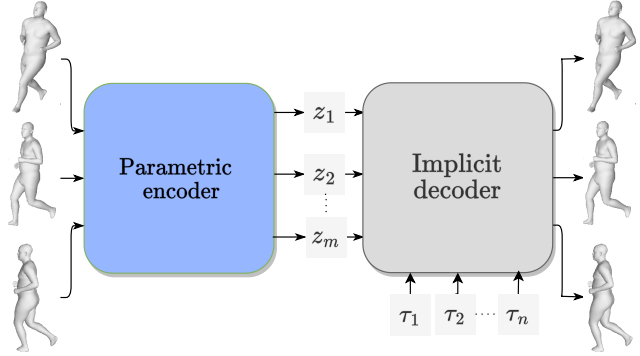 Parametric
encoder
z₁
z₂
zₘ
Implicit
decoder
τ₁ τ₂ ····· τₙ